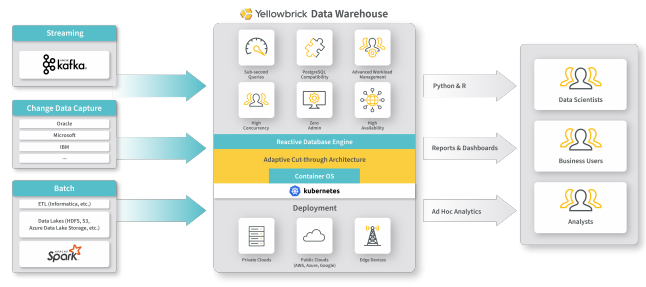 Yellowbrick Data Warehouse
Streaming
kafka
Change Data Capture
Oracle
Microsoft
IBM
...
Batch
ETL (Informatica, etc.)
Data Lakes (HDFS, S3,
Azure Data Lake Storage, etc.)
APACHE
Spark
Sub-second
Queries
PostgreSQL
Compatibility
Advanced Workload
Management
High
Concurrency
Zero
Admin
High
Availability
Reactive Database Engine
Adaptive Cut-through Architecture
Container OS
kubernetes
Deployment
Private Clouds
Public Clouds
(AWS, Azure, Google)
Edge Devices
Python & R
Reports & Dashboards
Ad Hoc Analytics
Data Scientists
Business Users
Analysts